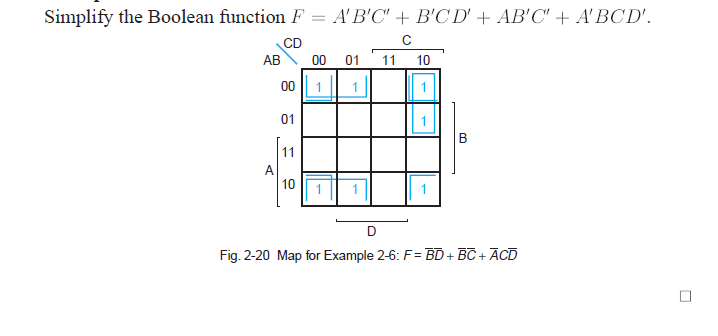 Simplify the Boolean function F = A′B′C′ + B′CD′ + AB′C′ + A′BCD′.
CD
C
AB 00 01 11 10
00 1 1 1
01 1
B
11
A
10 1 1 1
D
Fig. 2-20 Map for Example 2-6: F = B̅D̅ + B̅C̅ + A̅CD̅